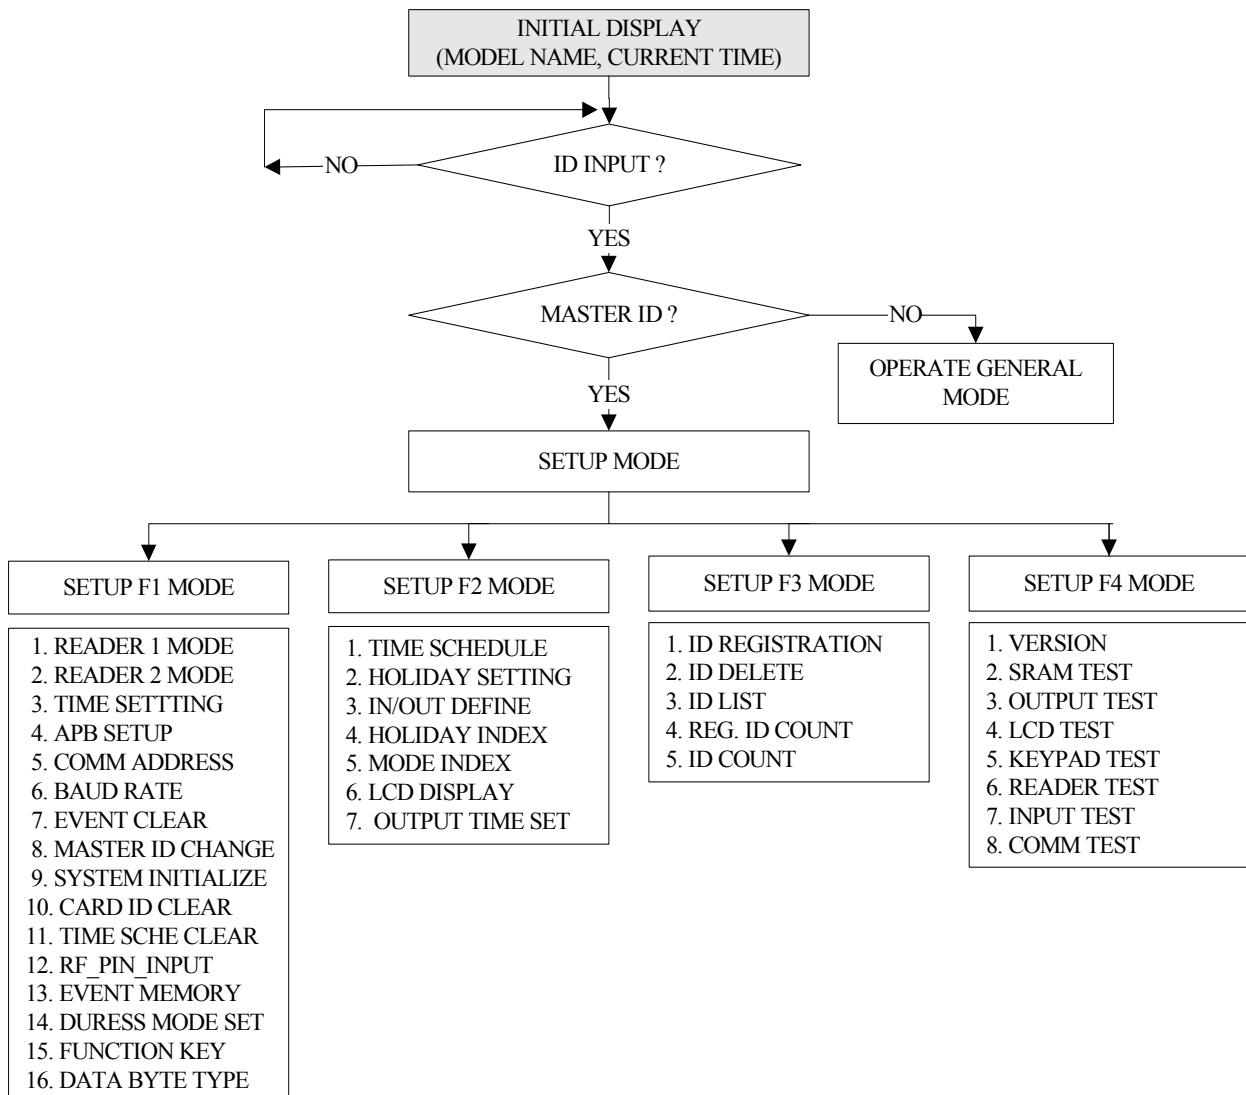 INITIAL DISPLAY
(MODEL NAME, CURRENT TIME)
NO
ID INPUT ?
YES
MASTER ID ?
NO
OPERATE GENERAL
MODE
YES
SETUP MODE
SETUP F1 MODE
1. READER 1 MODE
2. READER 2 MODE
3. TIME SETTTING
4. APB SETUP
5. COMM ADDRESS
6. BAUD RATE
7. EVENT CLEAR
8. MASTER ID CHANGE
9. SYSTEM INITIALIZE
10. CARD ID CLEAR
11. TIME SCHE CLEAR
12. RF_PIN_INPUT
13. EVENT MEMORY
14. DURESS MODE SET
15. FUNCTION KEY
16. DATA BYTE TYPE
SETUP F2 MODE
1. TIME SCHEDULE
2. HOLIDAY SETTING
3. IN/OUT DEFINE
4. HOLIDAY INDEX
5. MODE INDEX
6. LCD DISPLAY
7. OUTPUT TIME SET
SETUP F3 MODE
1. ID REGISTRATION
2. ID DELETE
3. ID LIST
4. REG. ID COUNT
5. ID COUNT
SETUP F4 MODE
1. VERSION
2. SRAM TEST
3. OUTPUT TEST
4. LCD TEST
5. KEYPAD TEST
6. READER TEST
7. INPUT TEST
8. COMM TEST